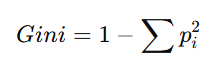 Gini = 1 − ∑ p_i^2